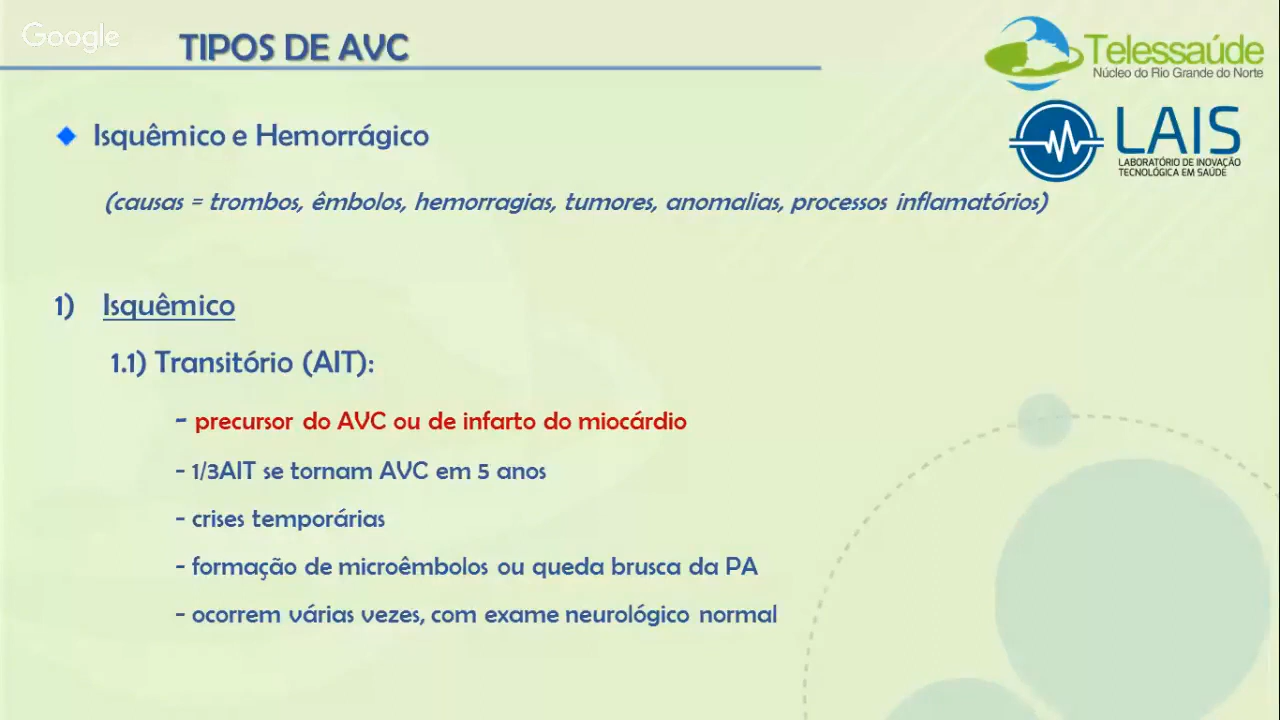 Google
TIPOS DE AVC
Telessaúde
Núcleo do Rio Grande do Norte
LAIS
LABORATÓRIO DE INOVAÇÃO
TECNOLÓGICA EM SAÚDE
Isquêmico e Hemorrágico
(causas = trombos, êmbolos, hemorragias, tumores, anomalias, processos inflamatórios)
1) Isquêmico
1.1) Transitório (AIT):
- precursor do AVC ou de infarto do miocárdio
- 1/3AIT se tornam AVC em 5 anos
- crises temporárias
- formação de microêmbolos ou queda brusca da PA
- ocorrem várias vezes, com exame neurológico normal